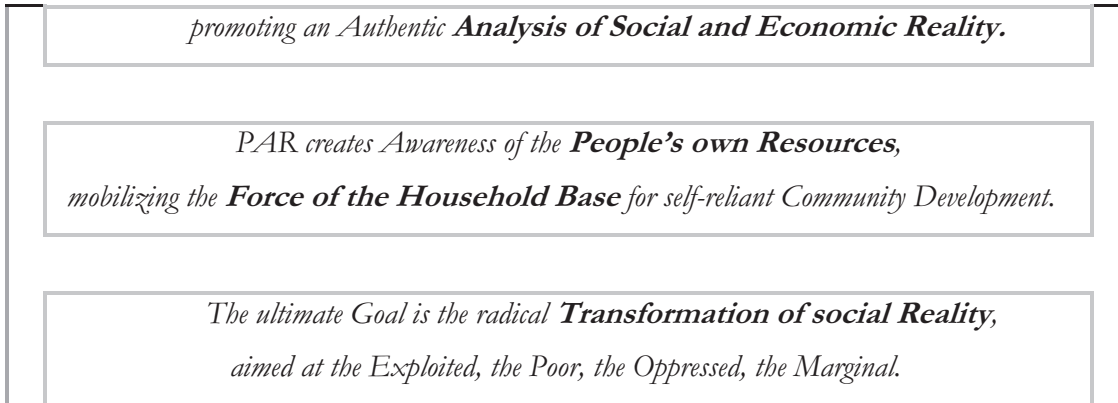 promoting an Authentic Analysis of Social and Economic Reality.
PAR creates Awareness of the People's own Resources,
mobilizing the Force of the Household Base for self-reliant Community Development.
The ultimate Goal is the radical Transformation of social Reality,
aimed at the Exploited, the Poor, the Oppressed, the Marginal.